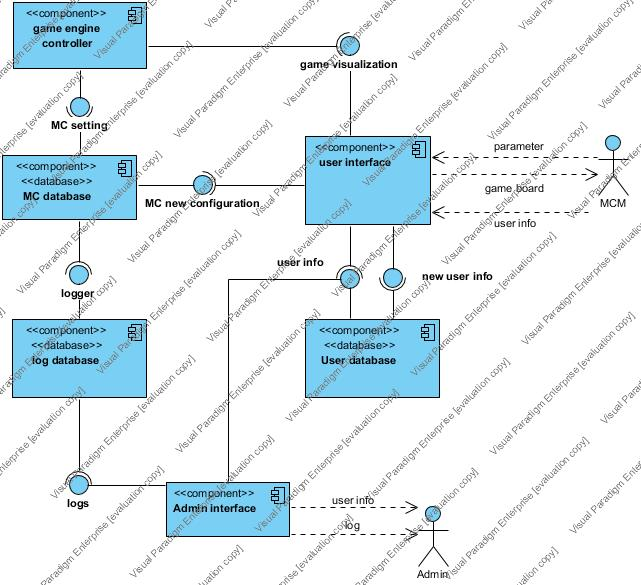 <<component>>
game engine
controller
game visualization
MC setting
<<component>>
user interface
parameter
game board
user info
MCM
<<component>>
<<database>>
MC database
MC new configuration
user info
new user info
logger
<<component>>
<<database>>
log database
<<component>>
<<database>>
User database
logs
<<component>>
Admin interface
user info
log
Admin
Visual Paradigm Enterprise [evaluation copy]